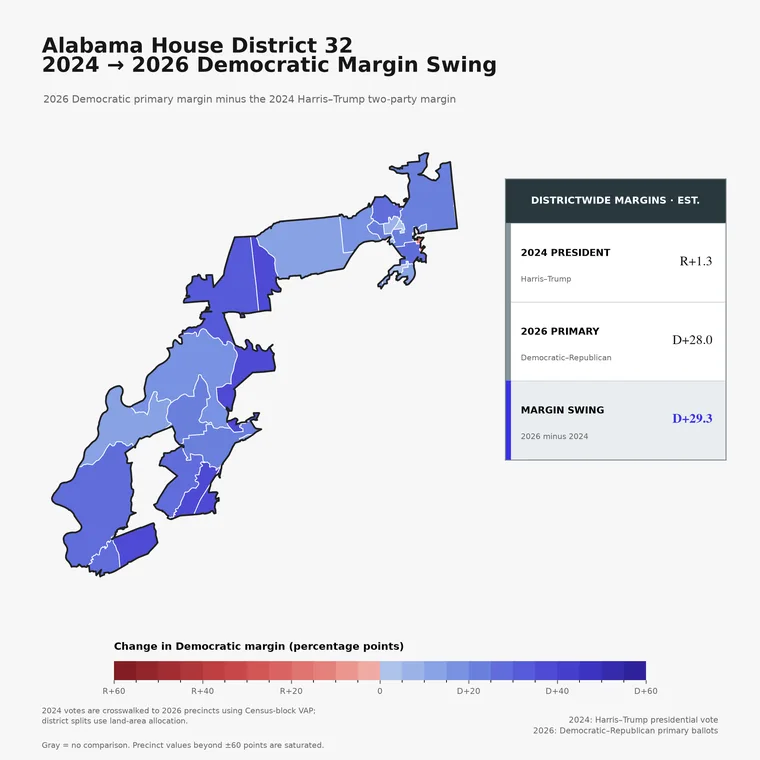 Alabama House District 32
2024 → 2026 Democratic Margin Swing
2026 Democratic primary margin minus the 2024 Harris–Trump two-party margin
DISTRICTWIDE MARGINS · EST.
2024 PRESIDENT
R+1.3
Harris–Trump
2026 PRIMARY
D+28.0
Democratic–Republican
MARGIN SWING
D+29.3
2026 minus 2024
Change in Democratic margin (percentage points)
R+60 R+40 R+20 0 D+20 D+40 D+60
2024 votes are crosswalked to 2026 precincts using Census-block VAP;
district splits use land-area allocation.
Gray = no comparison. Precinct values beyond ±60 points are saturated.
2024: Harris–Trump presidential vote
2026: Democratic–Republican primary ballots